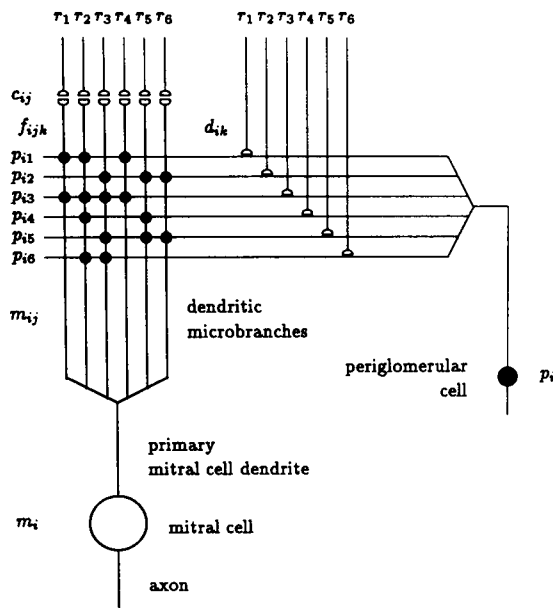 r1 r2 r3 r4 r5 r6 r1 r2 r3 r4 r5 r6
cij
fijk dik
pi1
pi2
pi3
pi4
pi5
pi6
mij dendritic
microbranches
periglomerular pi
cell
primary
mitral cell dendrite
mi mitral cell
axon